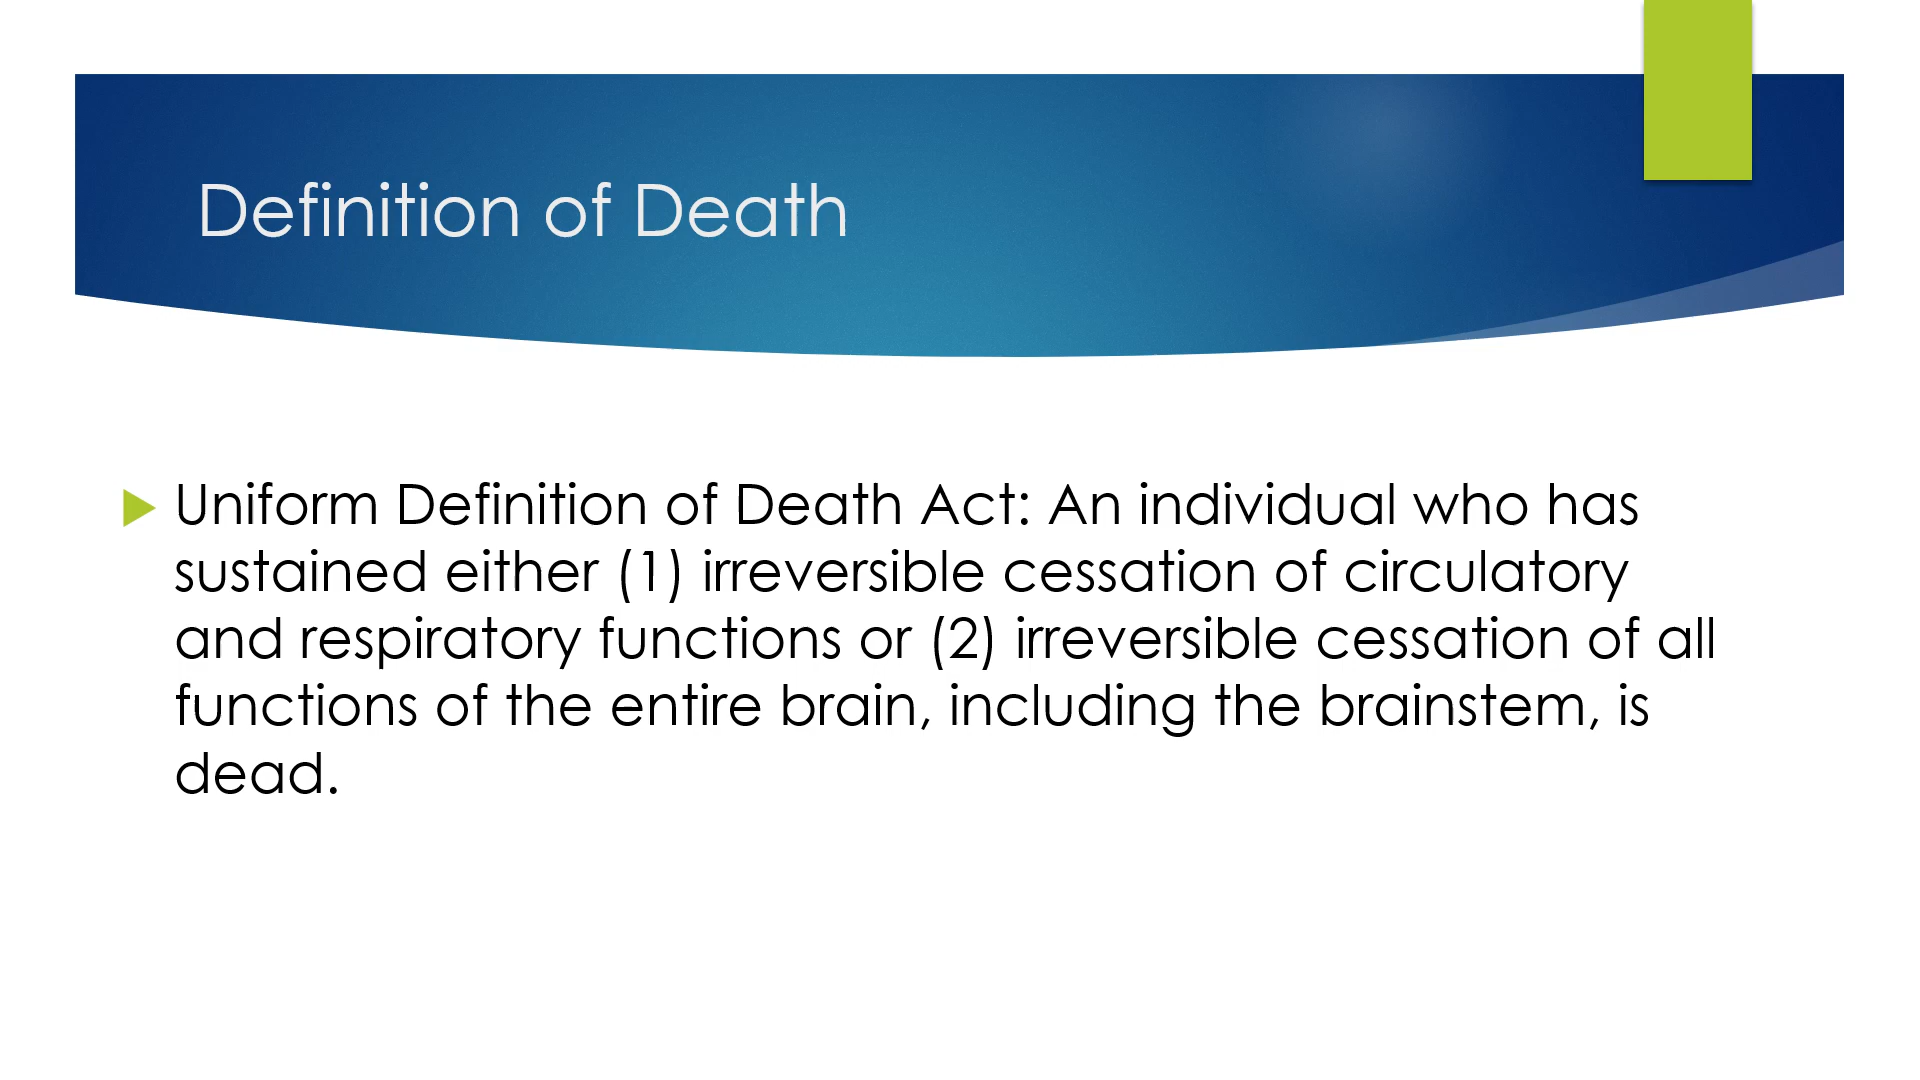 Definition of Death
Uniform Definition of Death Act: An individual who has
sustained either (1) irreversible cessation of circulatory
and respiratory functions or (2) irreversible cessation of all
functions of the entire brain, including the brainstem, is
dead.